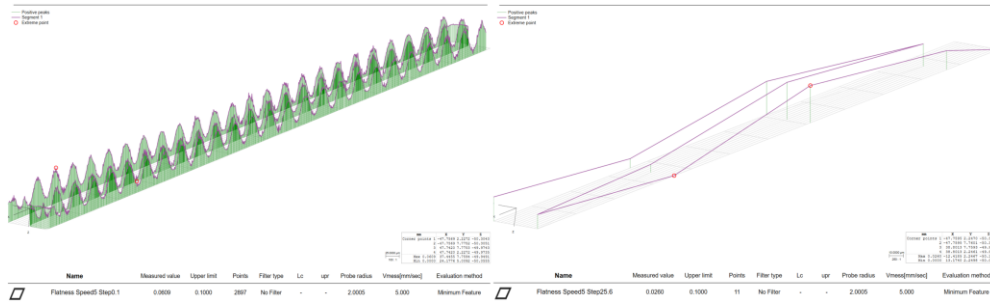 Positive peaks
Segment 1
Extreme point
Name Measured value Upper limit Points Filter type Lc upr Probe radius Vmess[mm/sec] Evaluation method
Flatness Speed5 Step0.1 0.0609 0.1000 2697 No Filter - - 2.0005 5.000 Minimum Feature
Positive peaks
Segment 1
Extreme point
Name Measured value Upper limit Points Filter type Lc upr Probe radius Vmess[mm/sec] Evaluation method
Flatness Speed5 Step25.6 0.0260 0.1000 11 No Filter - - 2.0005 5.000 Minimum Feature